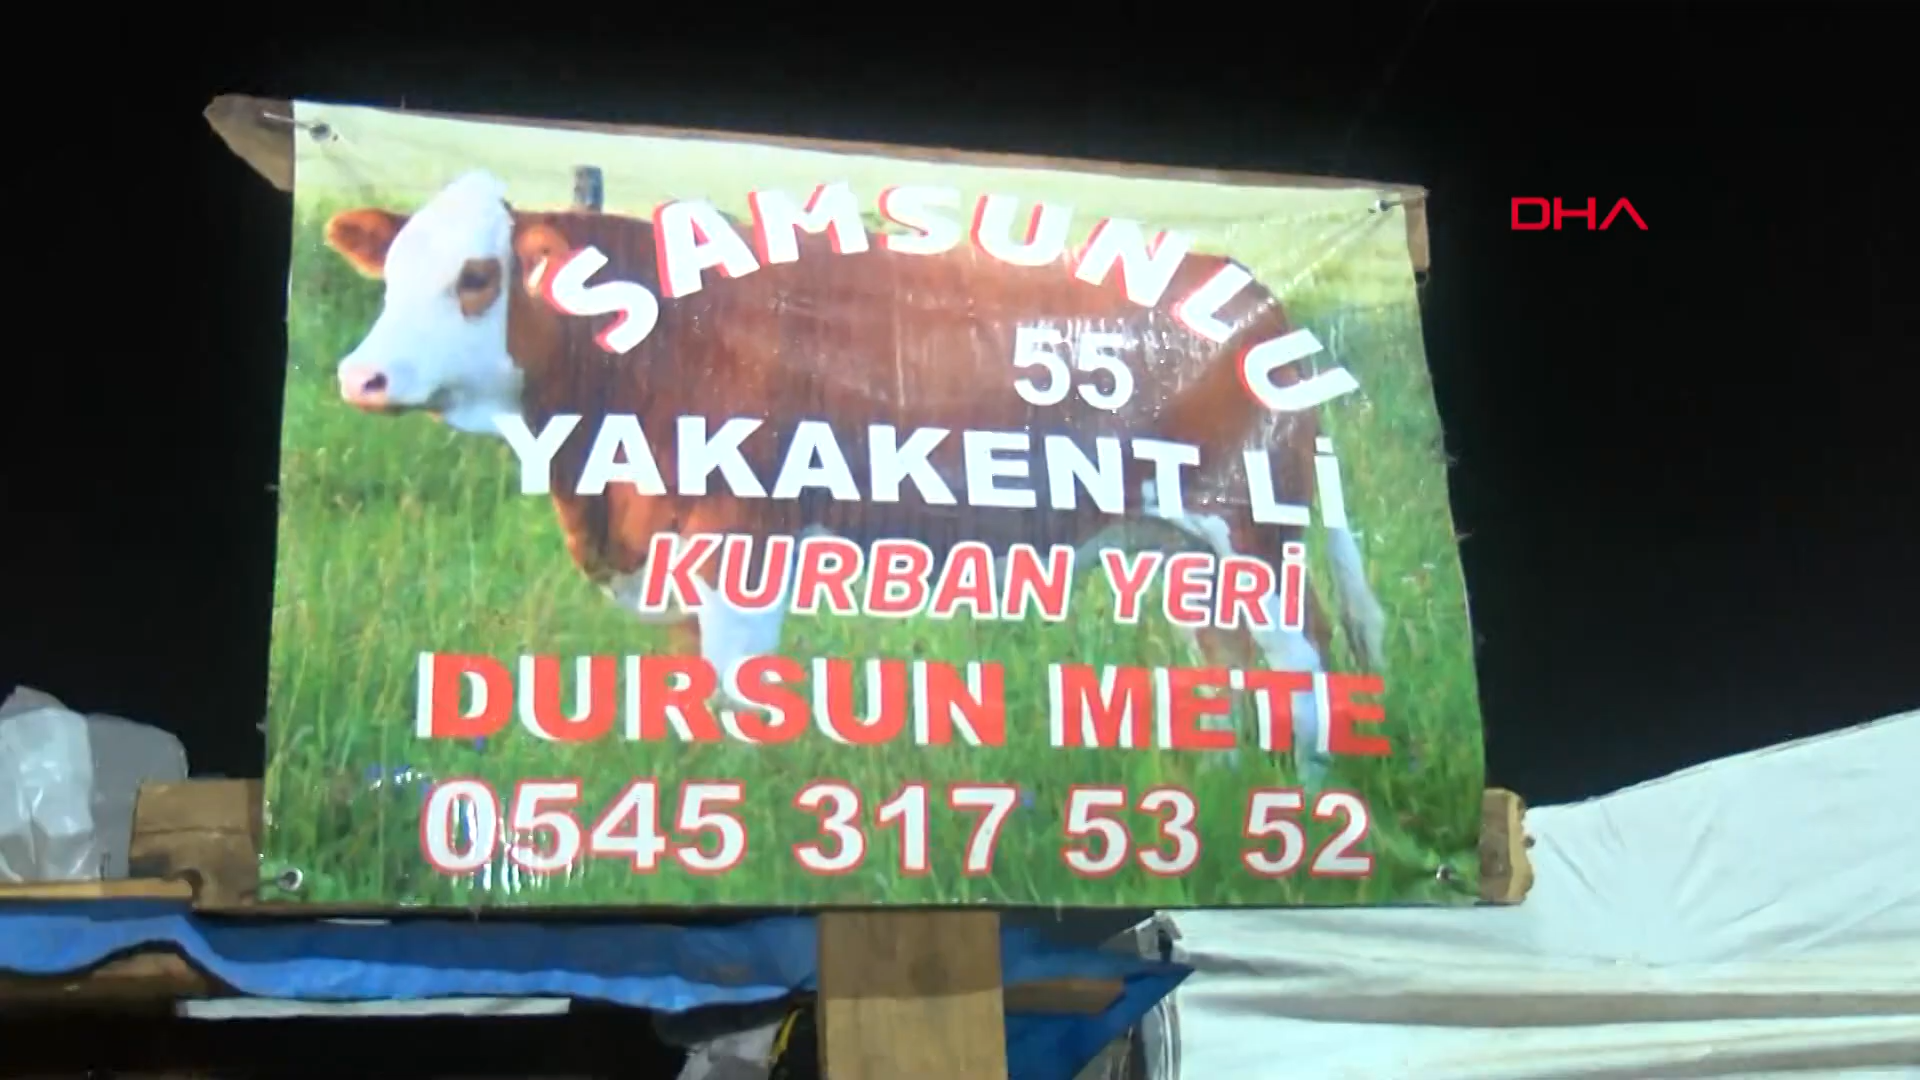 SAMSUNLU
55
YAKAKENT Lİ
KURBAN YERİ
DURSUN METE
0545 317 53 52
DHA